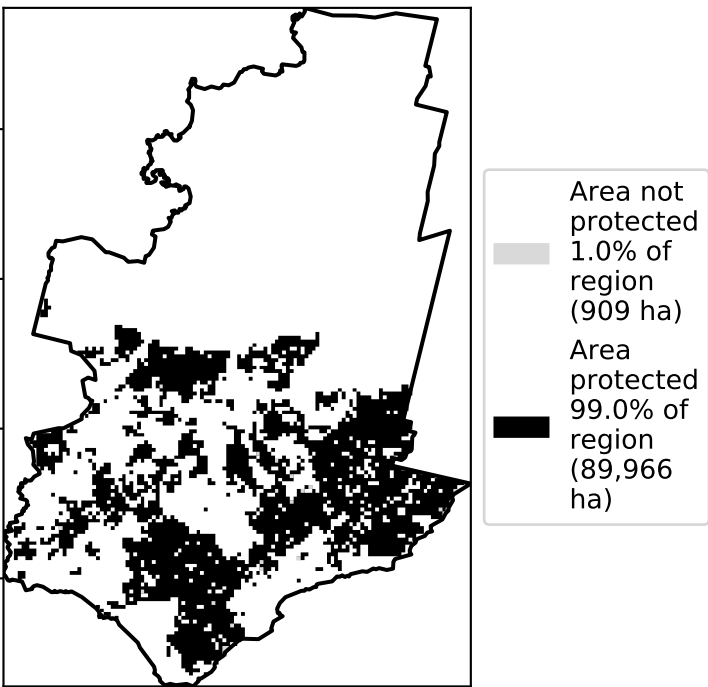 Area not
protected
1.0% of
region
(909 ha)
Area
protected
99.0% of
region
(89,966
ha)